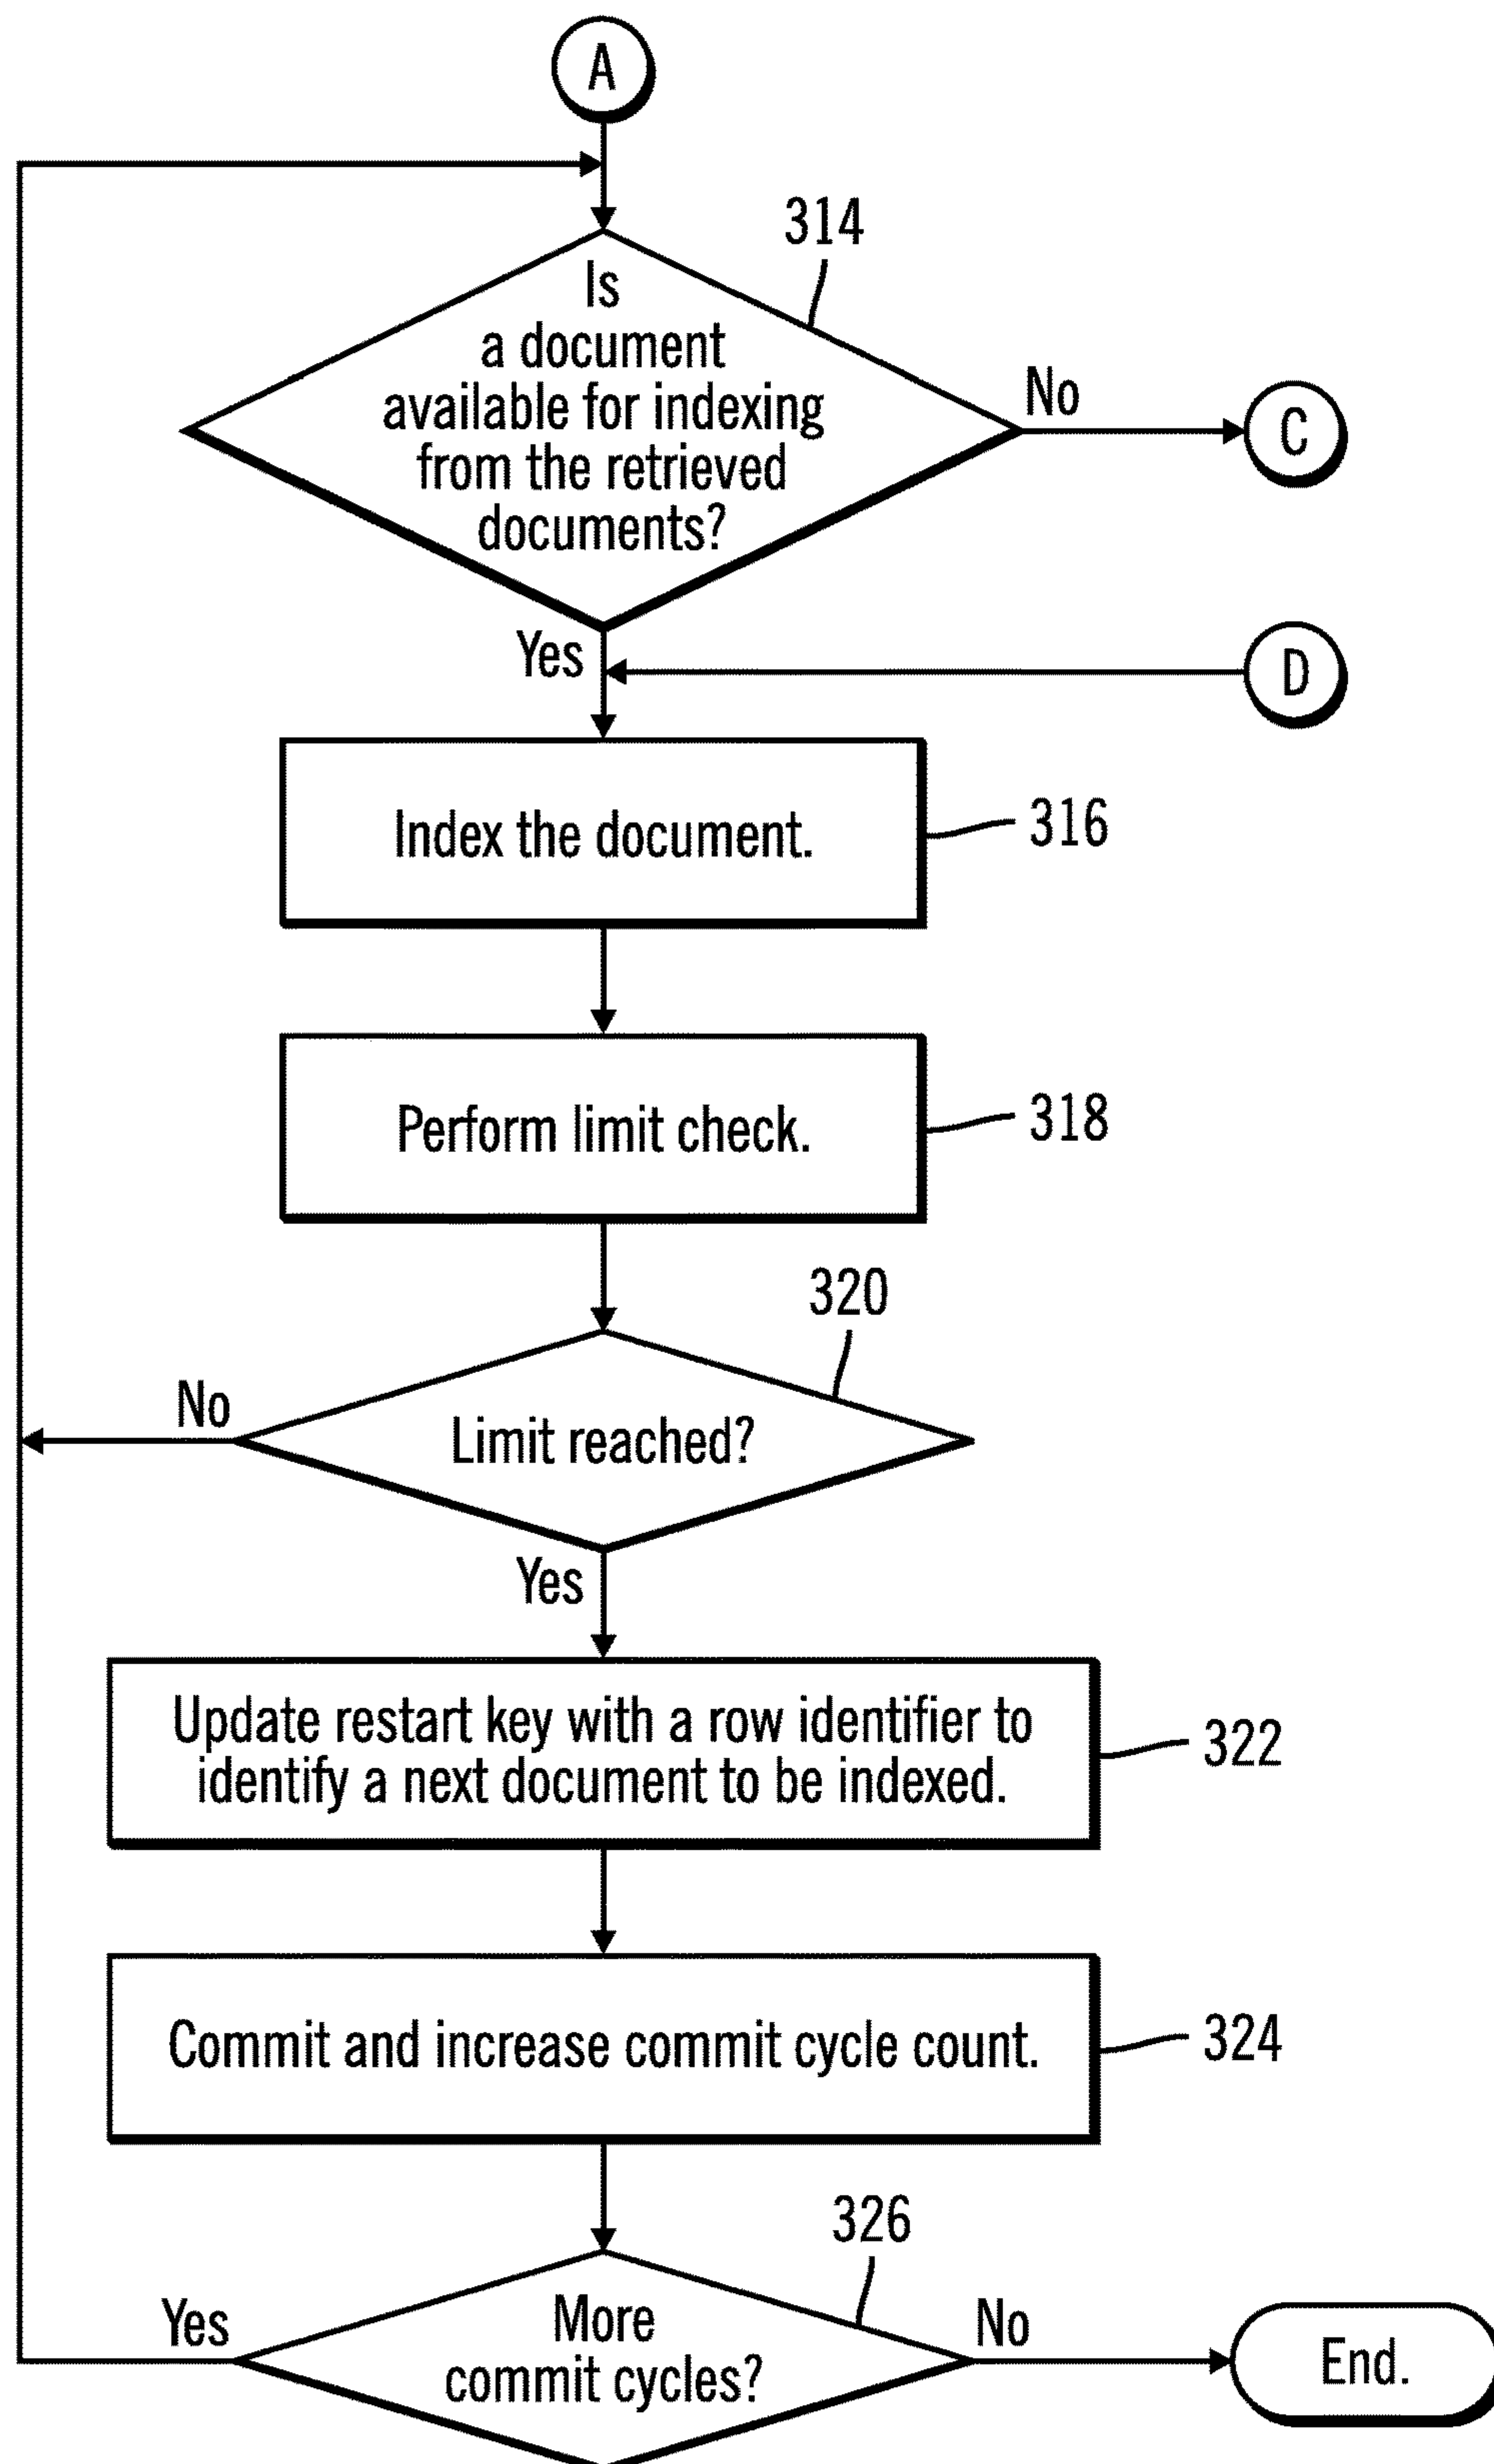 A
314
Is
a document
available for indexing
from the retrieved
documents?
No
C
Yes
D
Index the document.
316
Perform limit check.
318
320
No
Limit reached?
Yes
Update restart key with a row identifier to
identify a next document to be indexed.
322
Commit and increase commit cycle count.
324
326
Yes
More
commit cycles?
No
End.